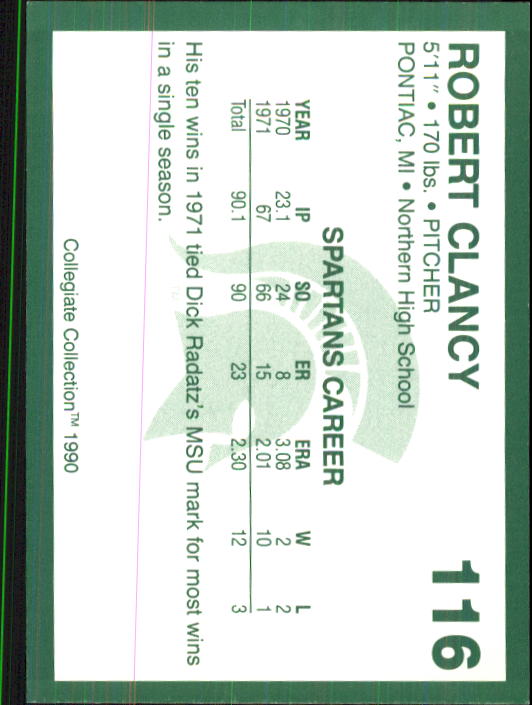 ROBERT CLANCY 116
5'11" • 170 lbs. • PITCHER
PONTIAC, MI • Northern High School
SPARTANS CAREER
YEAR IP SO ER ERA W L
1970 23.1 24 8 3.08 2 2
1971 67 66 15 2.01 10 1
Total 90.1 90 23 2.30 12 3
His ten wins in 1971 tied Dick Radatz's MSU mark for most wins
in a single season.
Collegiate Collection™ 1990